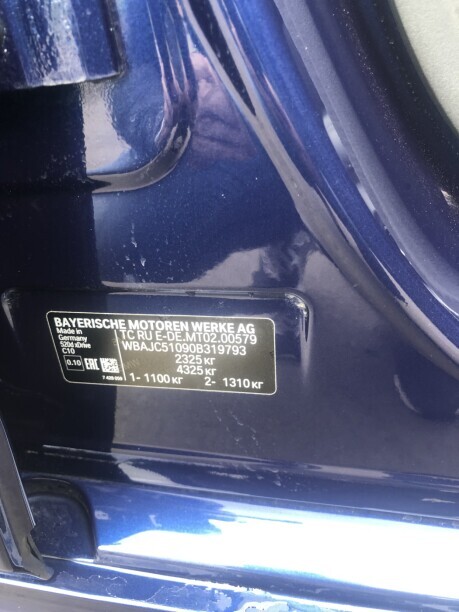 BAYERISCHE MOTOREN WERKE AG
Made in
Germany
520d xDrive
C10
TC RU E-DE.MT02.00579
WBAJC51090B319793
2325 кг
4325 кг
0.10 EAC
1- 1100 кг 2- 1310 кг